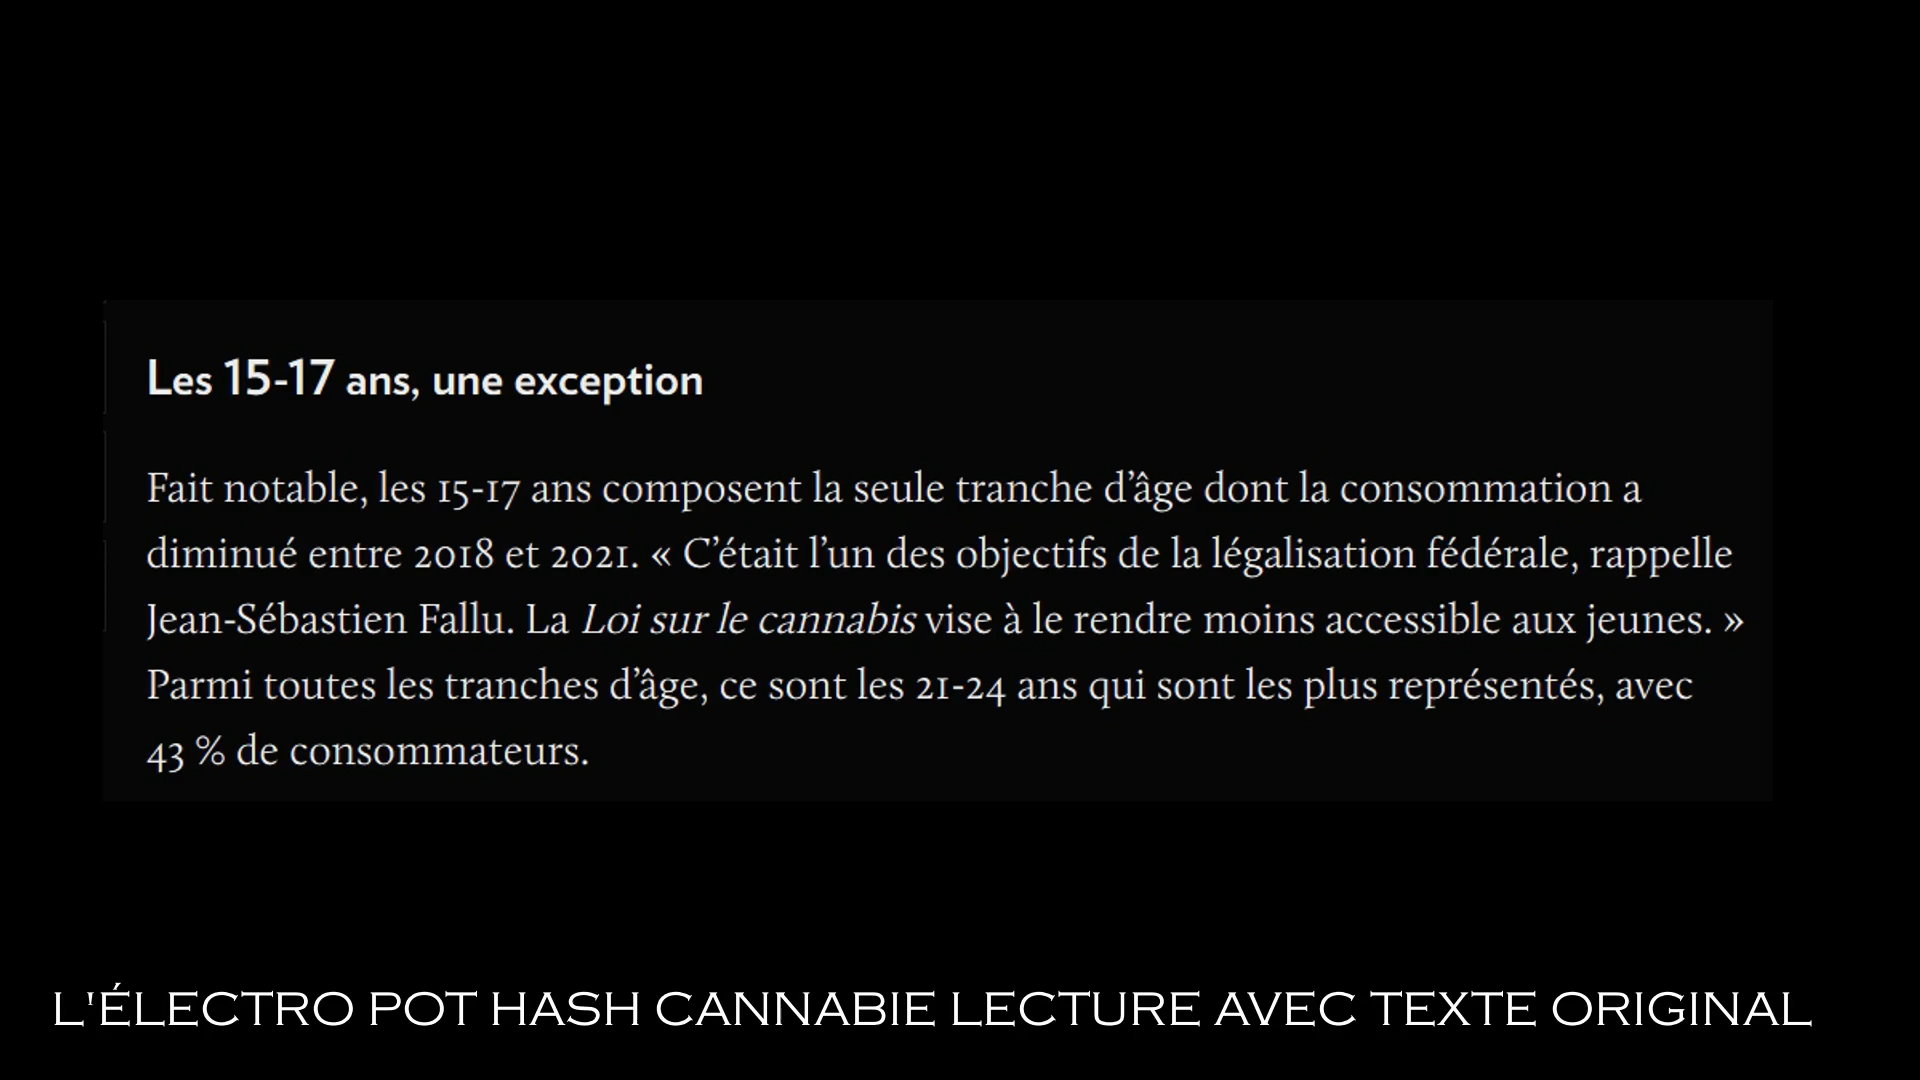 Les 15-17 ans, une exception
Fait notable, les 15-17 ans composent la seule tranche d’âge dont la consommation a
diminué entre 2018 et 2021. « C’était l’un des objectifs de la légalisation fédérale, rappelle
Jean-Sébastien Fallu. La Loi sur le cannabis vise à le rendre moins accessible aux jeunes. »
Parmi toutes les tranches d’âge, ce sont les 21-24 ans qui sont les plus représentés, avec
43 % de consommateurs.
L'ÉLECTRO POT HASH CANNABIE LECTURE AVEC TEXTE ORIGINAL